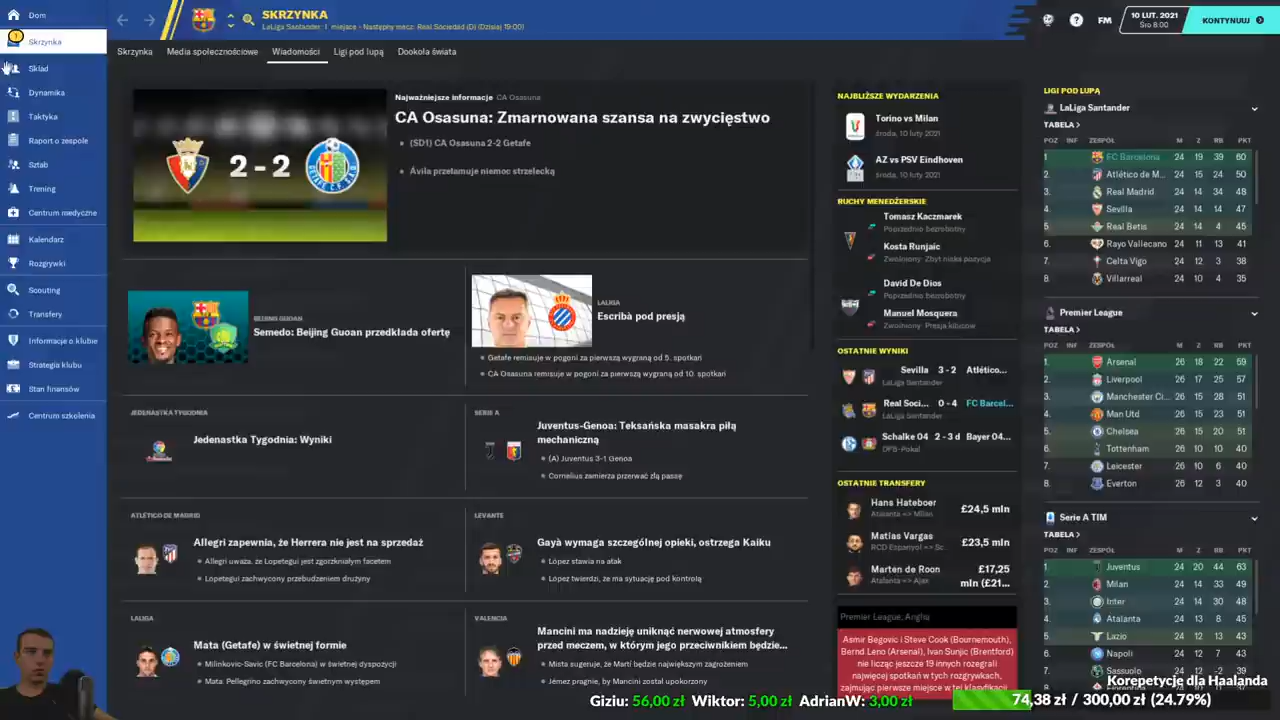 Dom
1
Skrzynka
Skład
Dynamika
Taktyka
Raport o zespole
Sztab
Trening
Centrum medyczne
Kalendarz
Rozgrywki
Scouting
Transfery
Informacje o klubie
Strategia klubu
Stan finansów
Centrum szkolenia
SKRZYNKA
LaLiga Santander | 1 miejsce - Następny mecz: Real Sociedad (D) (Dzisiej 19:00)
?
FM
10 LUT. 2021
Śro 8:00
KONTYNUUJ
Skrzynka Media społecznościowe Wiadomości Ligi pod lupą Dookoła świata
2 - 2
Najważniejsze informacje CA Osasuna
CA Osasuna: Zmarnowana szansa na zwycięstwo
(SD1) CA Osasuna 2-2 Getafe
Ávila przełamuje niemoc strzelecką
BEIJING GUOAN
Semedo: Beijing Guoan przedkłada ofertę
LALIGA
Escribà pod presją
Getafe remisuje w pogoni za pierwszą wygraną od 5. spotkań
CA Osasuna remisuje w pogoni za pierwszą wygraną od 10. spotkań
JEDENASTKA TYGODNIA
Jedenastka Tygodnia: Wyniki
SERIE A
Juventus-Genoa: Teksańska masakra piłą
mechaniczną
(A) Juventus 3-1 Genoa
Cornelius zamierza przerwać złą passę
ATLÉTICO DE MADRID
Allegri zapewnia, że Herrera nie jest na sprzedaż
Allegri uważa, że Lopetegui jest zgorzkniałym facetem
Lopetegui zachwycony przebudzeniem drużyny
LEVANTE
Gayà wymaga szczególnej opieki, ostrzega Kaiku
López stawia na atak
López twierdzi, że ma sytuację pod kontrolą
LALIGA
Mata (Getafe) w świetnej formie
Milinkovic-Savic (FC Barcelona) w świetnej dyspozycji
Mata: Pellegrino zachwycony świetnym występem
VALENCIA
Mancini ma nadzieję uniknąć nerwowej atmosfery
przed meczem, w którym jego przeciwnikiem będzie...
Mista sugeruje, że Martí będzie największym zagrożeniem
Jémez pragnie, by Mancini został upokorzony
NAJBLIŻSZE WYDARZENIA
Torino vs Milan
środa, 10 luty 2021
AZ vs PSV Eindhoven
środa, 10 luty 2021
RUCHY MENEDŻERSKIE
Tomasz Kaczmarek
Poprzednio bezrobotny
Kosta Runjaic
Zwolniony: Zbyt niska pozycja
David De Dios
Poprzednio bezrobotny
Manuel Mosquera
Zwolniony: Presja kibiców
OSTATNIE WYNIKI
Sevilla 3 - 2 Atlético...
LaLiga Santander
Real Soci... 0 - 4 FC Barcel...
LaLiga Santander
Schalke 04 2 - 3 d Bayer 04...
DFB-Pokal
OSTATNIE TRANSFERY
Hans Hateboer £24,5 mln
Atalanta => Milan
Matías Vargas £23,5 mln
RCD Espanyol => Sc...
Marten de Roon £17,25
Atalanta => Ajax mln (£21...
Premier League, Anglia
Asmir Begovic i Steve Cook (Bournemouth),
Bernd Leno (Arsenal), Ivan Sunjic (Brentford)
nie licząc jeszcze 19 innych rozegrali
najwięcej spotkań w tych rozgrywkach,
zajmując pierwsze miejsce w tej klasyfikacji.
LIGI POD LUPĄ
LaLiga Santander
TABELA >
POZ INF ZESPÓŁ M Z RB PKT
1. FC Barcelona 24 19 39 60
2. Atlético de M... 24 15 24 50
3. Real Madrid 24 14 34 48
4. Sevilla 24 14 14 47
5. Real Betis 24 14 4 45
6. Rayo Vallecano 24 11 13 41
7. Celta Vigo 24 12 3 38
8. Villarreal 24 10 4 35
Premier League
TABELA >
POZ INF ZESPÓŁ M Z RB PKT
1. Arsenal 26 18 22 59
2. Liverpool 26 17 25 57
3. Manchester Ci... 26 15 28 51
4. Man Utd 26 15 23 51
5. Chelsea 26 15 20 51
6. Tottenham 26 10 10 40
7. Leicester 26 10 6 40
8. Everton 26 12 3 40
Serie A TIM
TABELA >
POZ INF ZESPÓŁ M Z RB PKT
1. Juventus 24 20 44 63
2. Milan 24 14 33 49
3. Inter 24 14 30 48
4. Atalanta 24 13 8 45
5. Lazio 24 13 4 44
6. Napoli 24 12 7 43
7. Sassuolo
8. Fiorentina
Korepetycje dla Haalanda
Giziu: 56,00 zł Wiktor: 5,00 zł AdrianW: 3,00 zł
74,38 zł / 300,00 zł (24.79%)